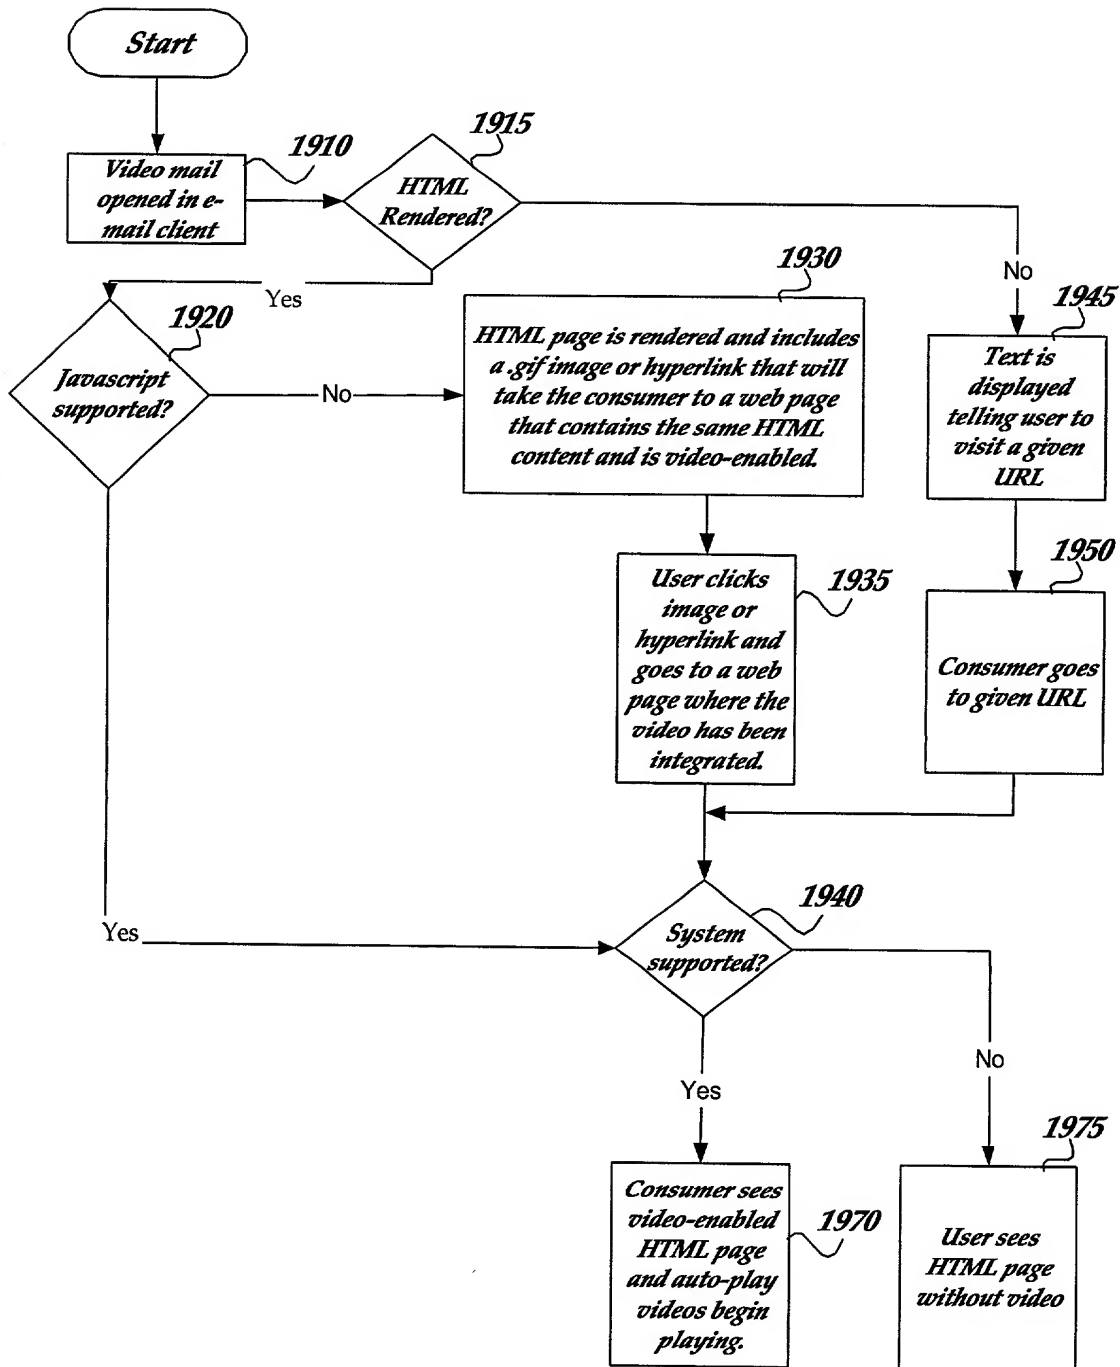 Start
1910
Video mail
opened in e-
mail client
1915
HTML
Rendered?
Yes
No
1920
Javascript
supported?
No
Yes
1930
HTML page is rendered and includes
a .gif image or hyperlink that will
take the consumer to a web page
that contains the same HTML
content and is video-enabled.
1945
Text is
displayed
telling user to
visit a given
URL
1935
User clicks
image or
hyperlink and
goes to a web
page where the
video has been
integrated.
1950
Consumer goes
to given URL
1940
System
supported?
Yes
No
1970
Consumer sees
video-enabled
HTML page
and auto-play
videos begin
playing.
1975
User sees
HTML page
without video